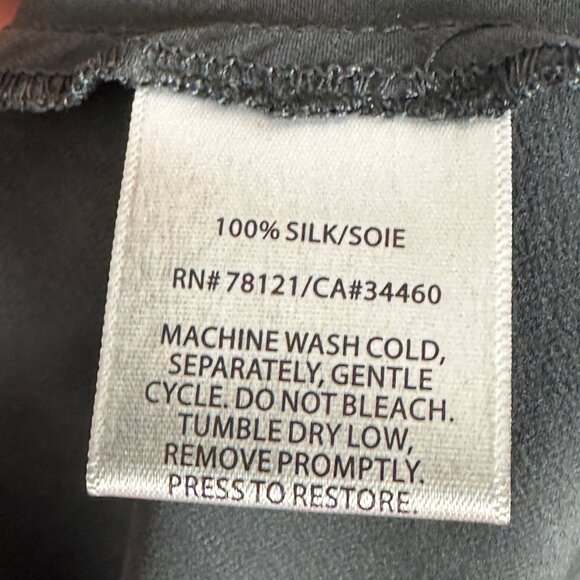 100% SILK/SOIE
RN# 78121/CA#34460
MACHINE WASH COLD,
SEPARATELY, GENTLE
CYCLE. DO NOT BLEACH.
TUMBLE DRY LOW,
REMOVE PROMPTLY.
PRESS TO RESTORE.